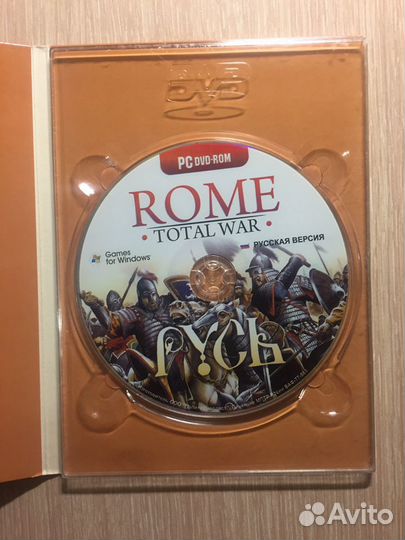 DVD
PC DVD-ROM
ROME
TOTAL WAR
Games
for Windows
РУССКАЯ ВЕРСИЯ
РУСЬ
Avito